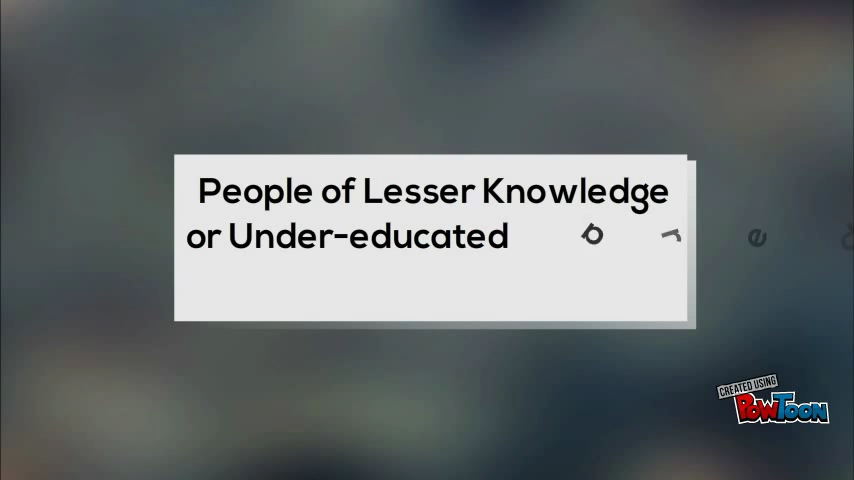 People of Lesser Knowledge
or Under-educated
CREATED USING
POWTOON